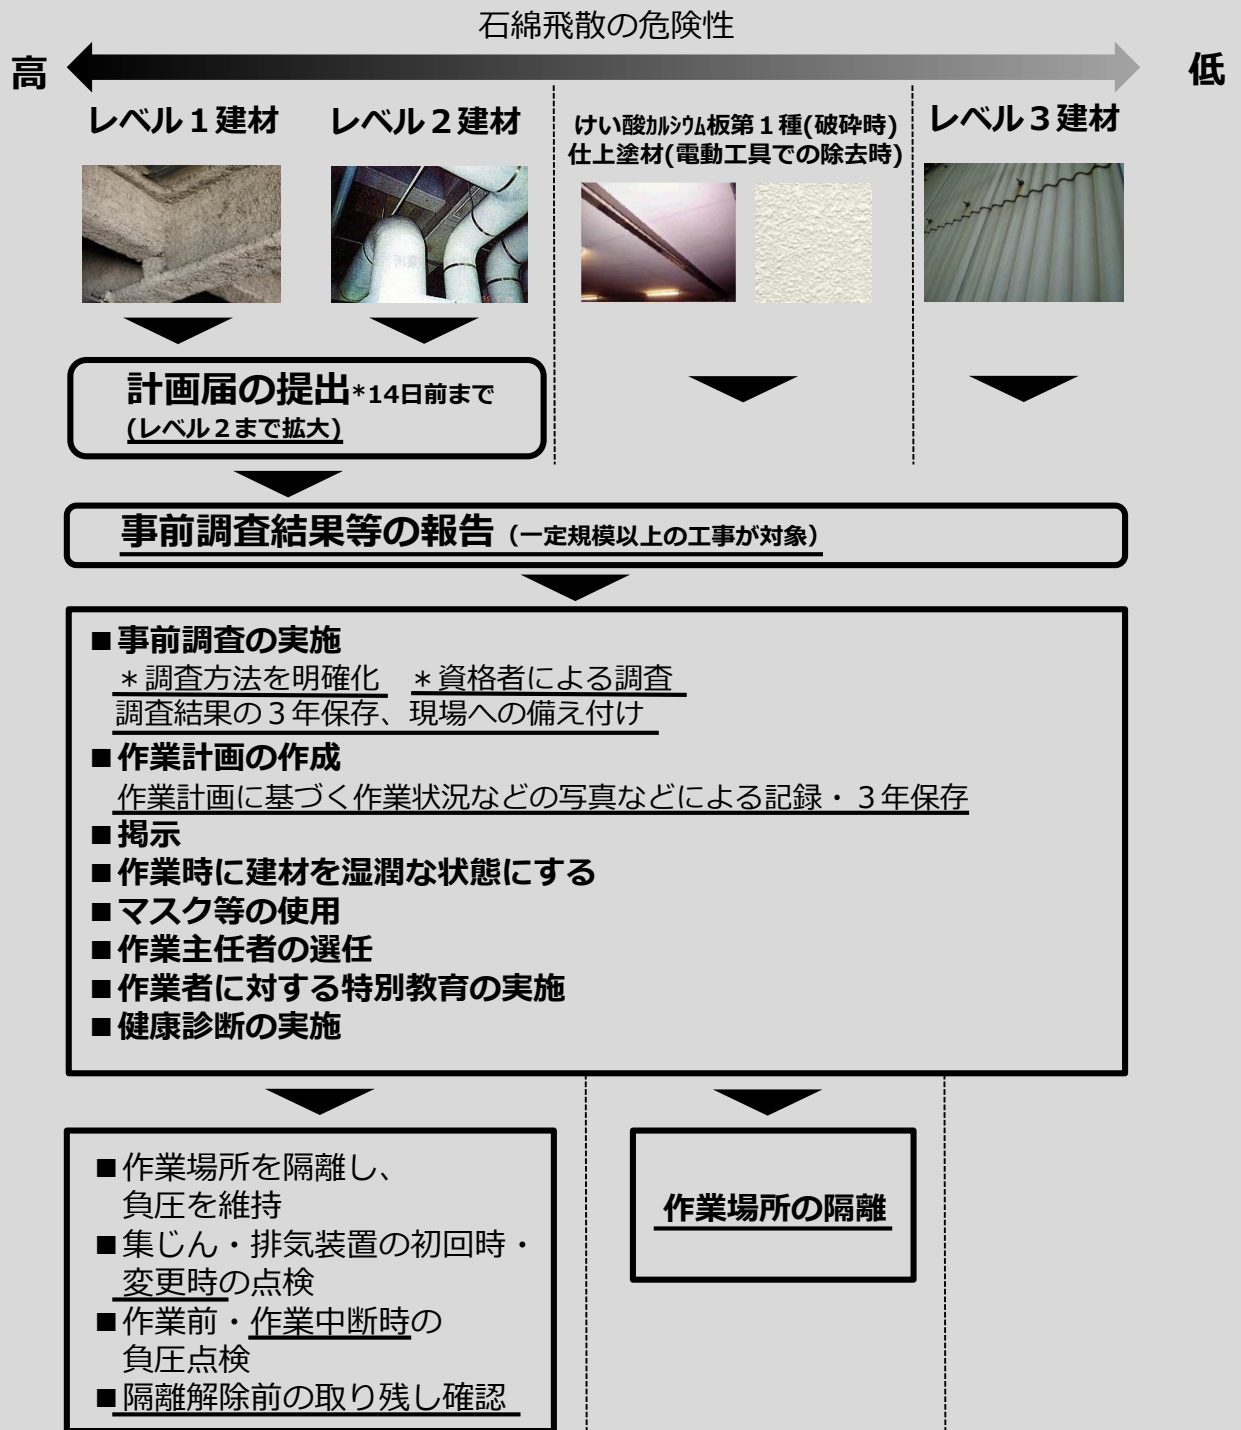 石綿飛散の危険性
高
低
レベル１建材
レベル２建材
けい酸ｶﾙｼｳﾑ板第１種(破砕時)
仕上塗材(電動工具での除去時)
レベル３建材
計画届の提出*14日前まで
(レベル２まで拡大)
事前調査結果等の報告（一定規模以上の工事が対象）
■事前調査の実施
＊調査方法を明確化　＊資格者による調査
調査結果の３年保存、現場への備え付け
■作業計画の作成
作業計画に基づく作業状況などの写真などによる記録・３年保存
■掲示
■作業時に建材を湿潤な状態にする
■マスク等の使用
■作業主任者の選任
■作業者に対する特別教育の実施
■健康診断の実施
■作業場所を隔離し、
負圧を維持
■集じん・排気装置の初回時・
変更時の点検
■作業前・作業中断時の
負圧点検
■隔離解除前の取り残し確認
作業場所の隔離